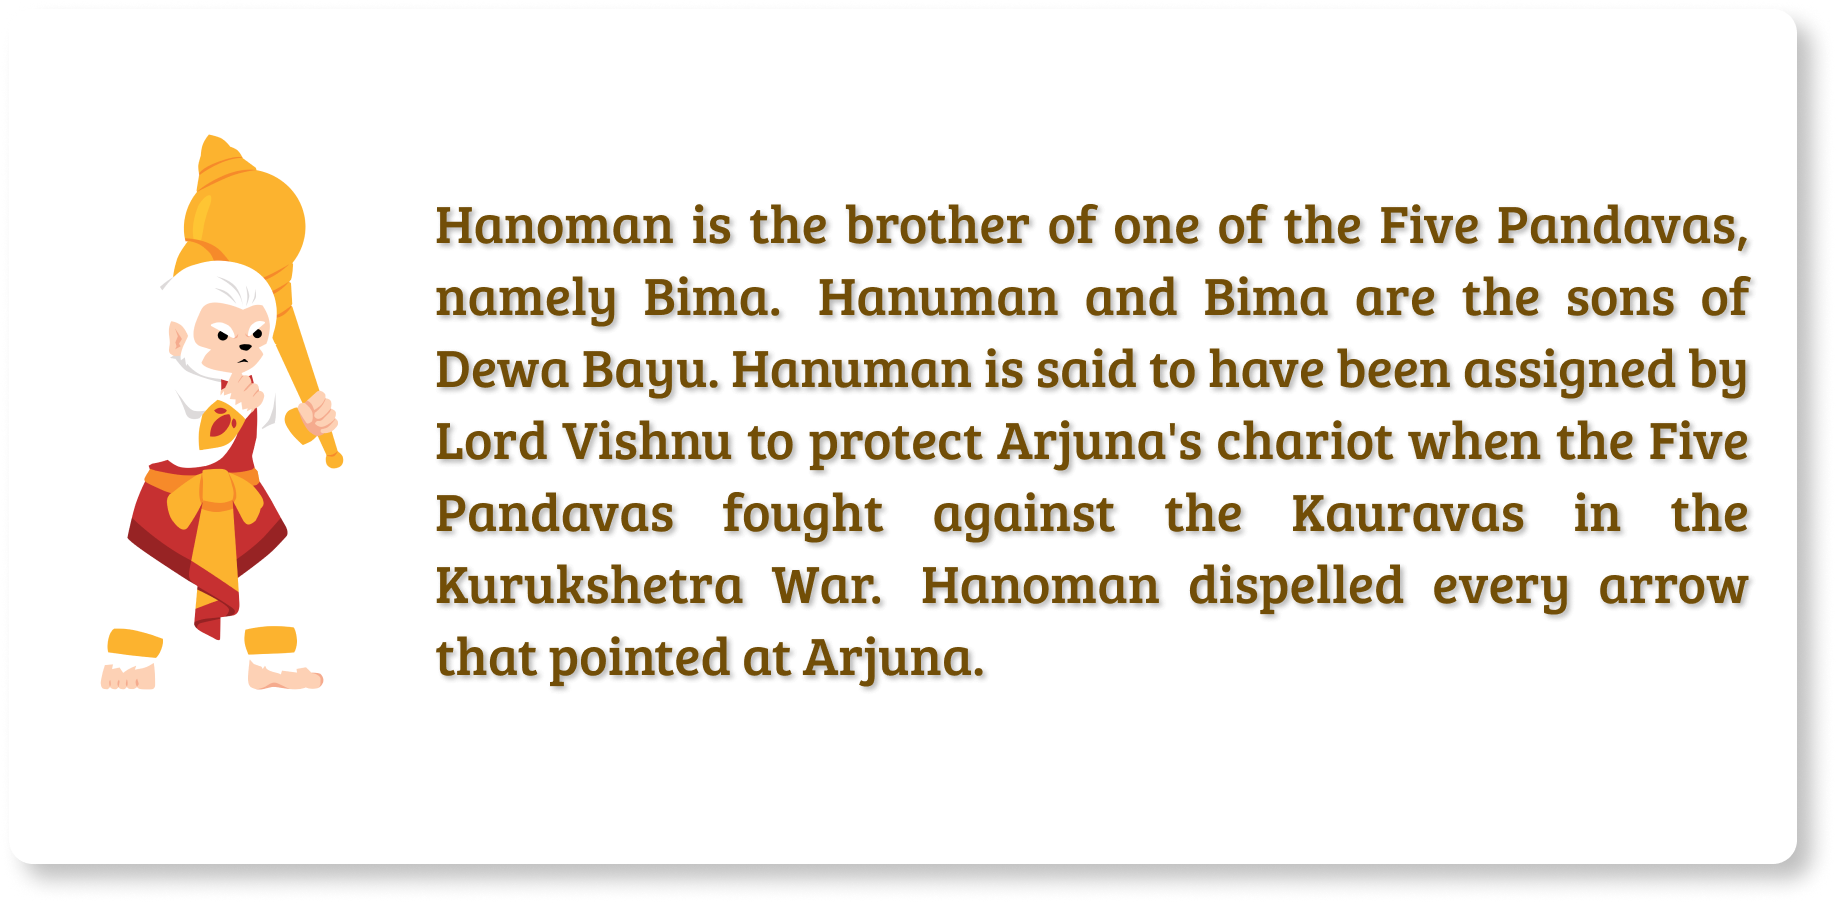 Hanoman is the brother of one of the Five Pandavas,
namely Bima. Hanuman and Bima are the sons of
Dewa Bayu. Hanuman is said to have been assigned by
Lord Vishnu to protect Arjuna's chariot when the Five
Pandavas fought against the Kauravas in the
Kurukshetra War. Hanoman dispelled every arrow
that pointed at Arjuna.